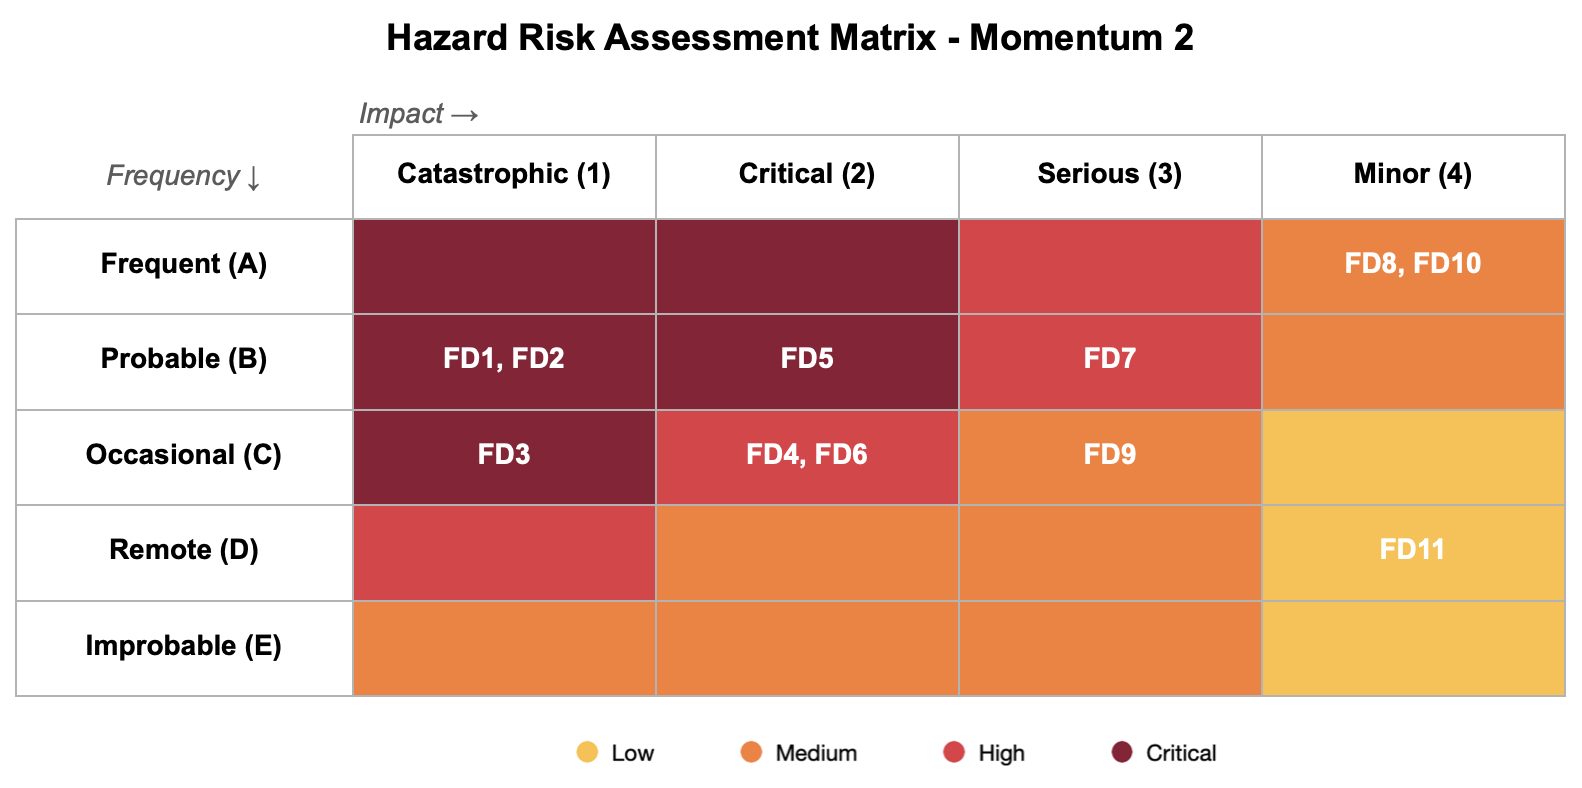 Hazard Risk Assessment Matrix - Momentum 2
Impact →
Frequency ↓
Catastrophic (1)
Critical (2)
Serious (3)
Minor (4)
Frequent (A)
FD8, FD10
Probable (B)
FD1, FD2
FD5
FD7
Occasional (C)
FD3
FD4, FD6
FD9
Remote (D)
FD11
Improbable (E)
Low
Medium
High
Critical